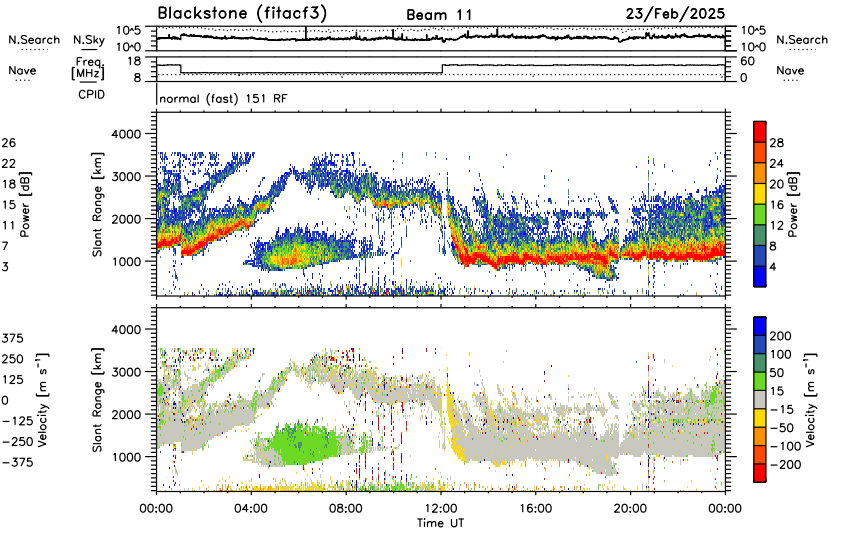 Blackstone (fitacf3) Beam 11 23/Feb/2025
N.Search N.Sky 10^5 10^0 10^5 10^0 N.Search
Nave Freq. [MHz] 18 8 60 0 Nave
CPID normal (fast) 151 RF
Power [dB] 26 22 18 15 11 7 3
Slant Range [km] 4000 3000 2000 1000
28 24 20 16 12 8 4 Power [dB]
Velocity [m s⁻¹] 375 250 125 0 −125 −250 −375
Slant Range [km] 4000 3000 2000 1000
200 100 50 15 −15 −50 −100 −200 Velocity [m s⁻¹]
00:00 04:00 08:00 12:00 16:00 20:00 00:00
Time UT